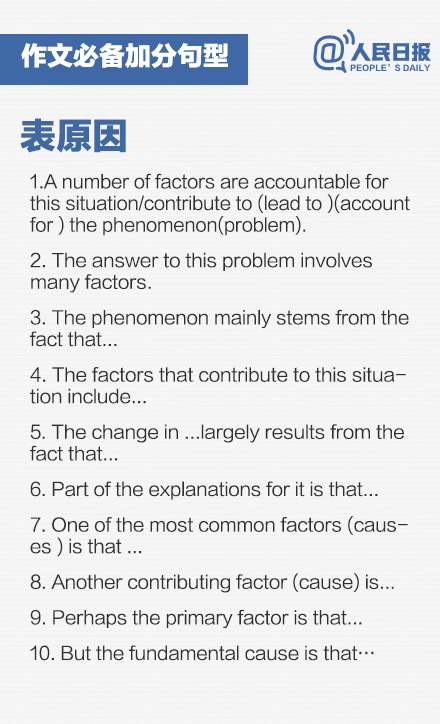 作文必备加分句型
@人民日报
PEOPLE'S DAILY
表原因
1.A number of factors are accountable for
this situation/contribute to (lead to )(account
for ) the phenomenon(problem).
2. The answer to this problem involves
many factors.
3. The phenomenon mainly stems from the
fact that...
4. The factors that contribute to this situa-
tion include...
5. The change in ...largely results from the
fact that...
6. Part of the explanations for it is that...
7. One of the most common factors (caus-
es ) is that ...
8. Another contributing factor (cause) is...
9. Perhaps the primary factor is that...
10. But the fundamental cause is that…